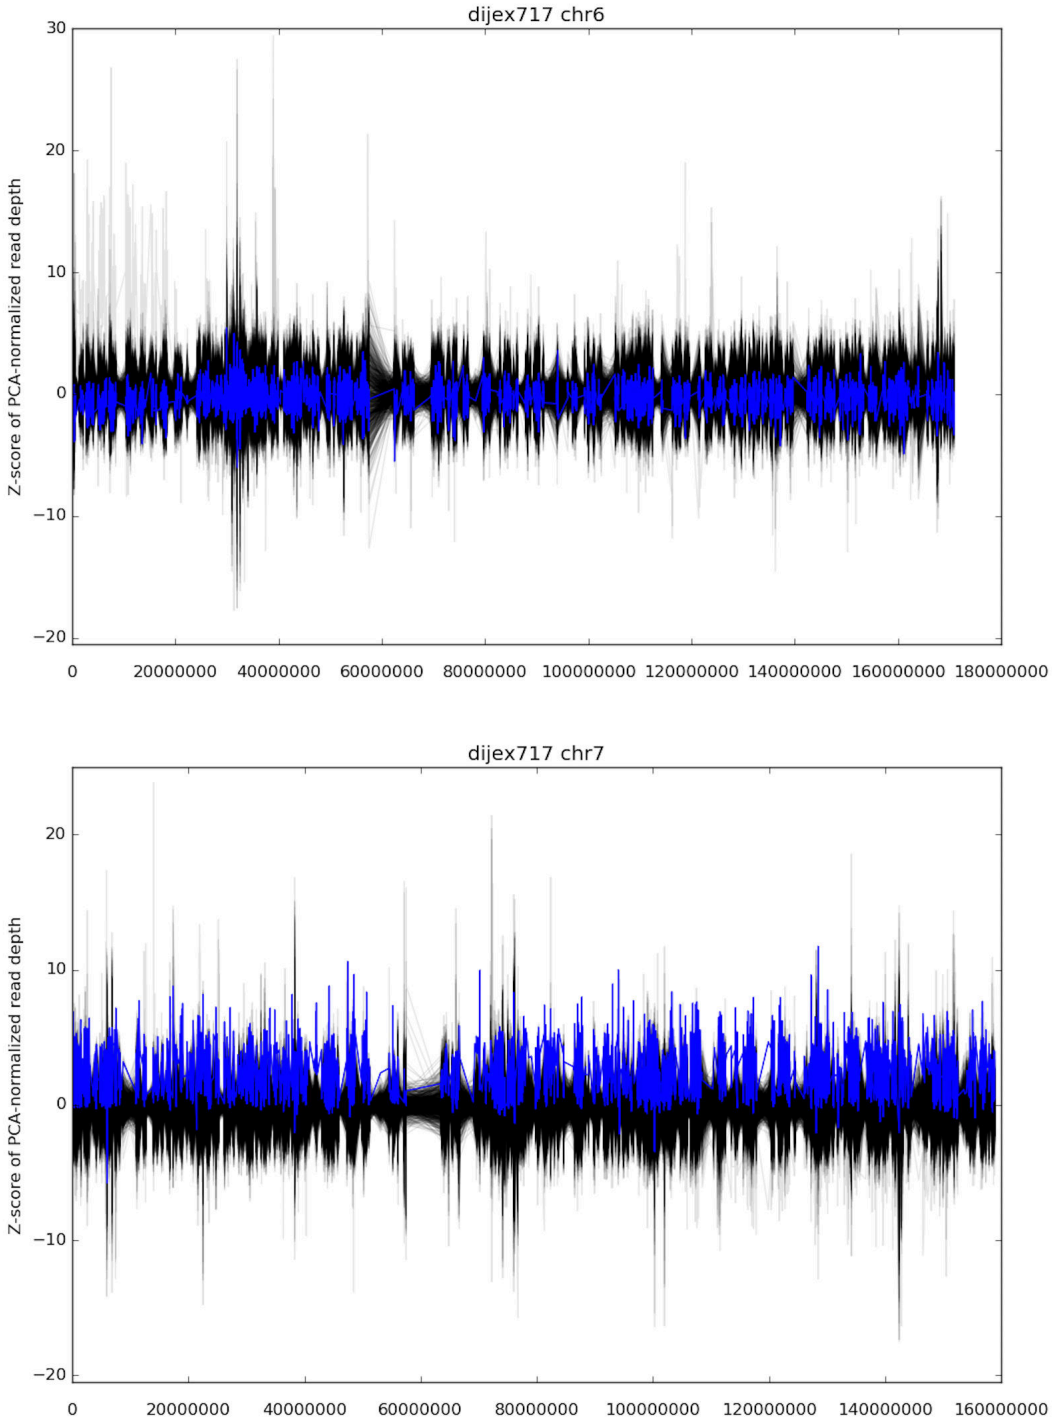 dijex717 chr6
30
20
10
0
−10
−20
Z-score of PCA-normalized read depth
0 20000000 40000000 60000000 80000000 100000000 120000000 140000000 160000000 180000000
dijex717 chr7
20
10
0
−10
−20
Z-score of PCA-normalized read depth
0 20000000 40000000 60000000 80000000 100000000 120000000 140000000 160000000